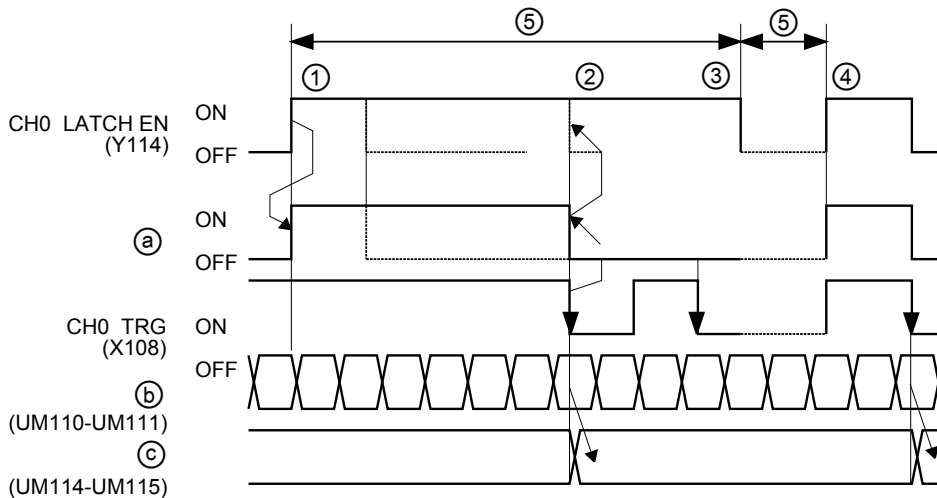 ⑤ ⑤
① ② ③ ④
CH0 LATCH EN
(Y114)
ON
OFF
ⓐ
ON
OFF
CH0 TRG
(X108)
ON
OFF
ⓑ
(UM110-UM111)
ⓒ
(UM114-UM115)